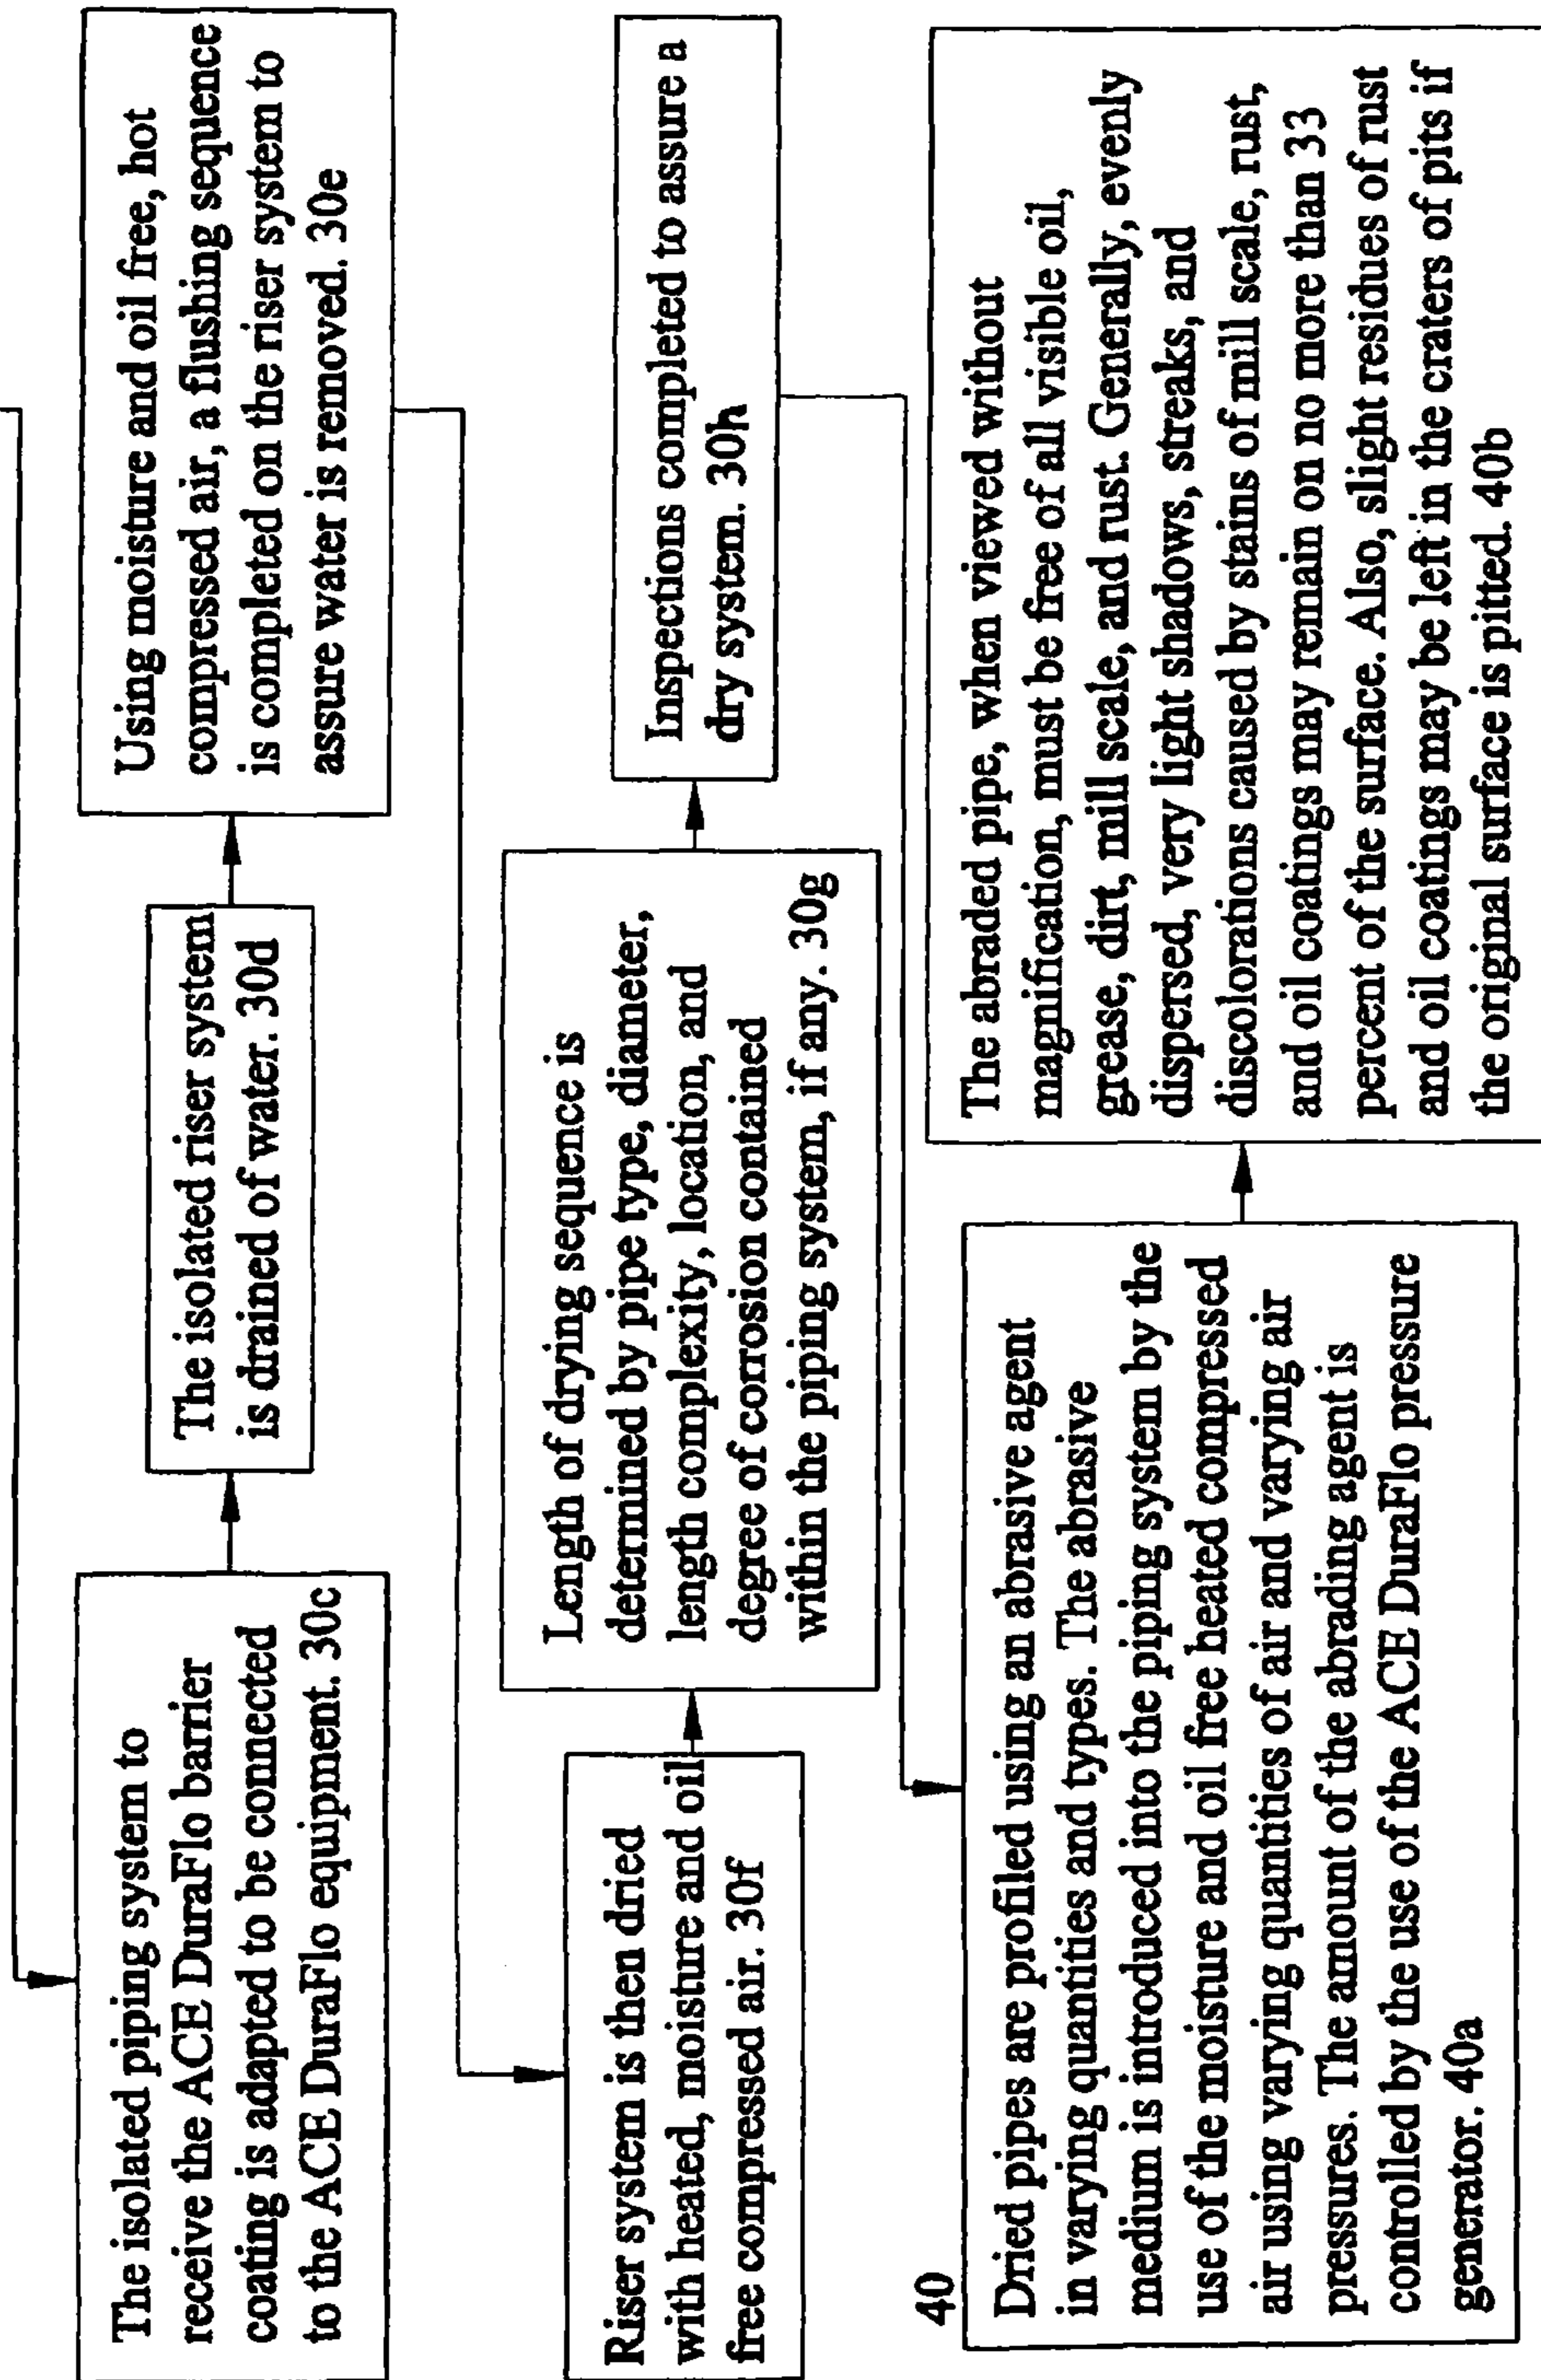 The isolated piping system to
receive the ACE DuraFlo barrier
coating is adapted to be connected
to the ACE DuraFlo equipment. 30c
The isolated riser system
is drained of water. 30d
Using moisture and oil free, hot
compressed air, a flushing sequence
is completed on the riser system to
assure water is removed. 30e
Riser system is then dried
with heated, moisture and oil
free compressed air. 30f
Length of drying sequence is
determined by pipe type, diameter,
length complexity, location, and
degree of corrosion contained
within the piping system, if any. 30g
Inspections completed to assure a
dry system. 30h
40
Dried pipes are profiled using an abrasive agent
in varying quantities and types. The abrasive
medium is introduced into the piping system by the
use of the moisture and oil free heated compressed
air using varying quantities of air and varying air
pressures. The amount of the abrading agent is
controlled by the use of the ACE DuraFlo pressure
generator. 40a
The abraded pipe, when viewed without
magnification, must be free of all visible oil,
grease, dirt, mill scale, and rust. Generally, evenly
dispersed, very light shadows, streaks, and
discolorations caused by stains of mill scale, rust,
and oil coatings may remain on no more than 33
percent of the surface. Also, slight residues of rust
and oil coatings may be left in the craters of pits if
the original surface is pitted. 40b